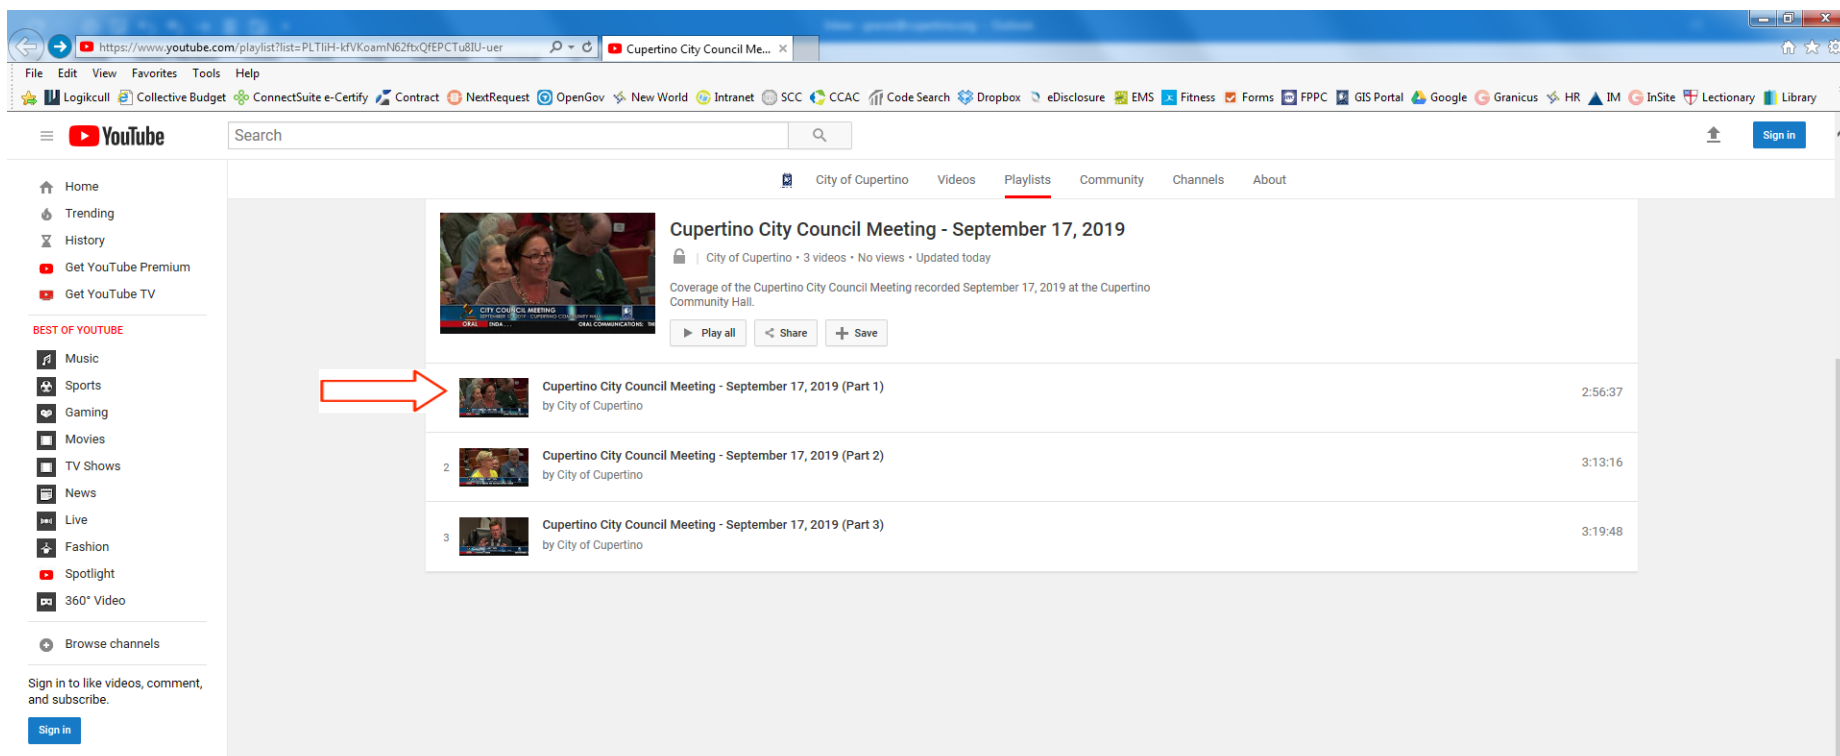 https://www.youtube.com/playlist?list=PLTIiH-kfVKoamN62ftxQfEPCTu8IU-uer
Cupertino City Council Me...
File Edit View Favorites Tools Help
Logikcull Collective Budget ConnectSuite e-Certify Contract NextRequest OpenGov New World Intranet SCC CCAC Code Search Dropbox eDisclosure EMS Fitness Forms FPPC GIS Portal Google Granicus HR IM InSite Lectionary Library
YouTube
Search
Sign in
City of Cupertino Videos Playlists Community Channels About
Home
Trending
History
Get YouTube Premium
Get YouTube TV
BEST OF YOUTUBE
Music
Sports
Gaming
Movies
TV Shows
News
Live
Fashion
Spotlight
360° Video
Browse channels
Sign in to like videos, comment,
and subscribe.
Sign in
CITY COUNCIL MEETING
ORAL
ORAL COMMUNICATIONS:
Cupertino City Council Meeting - September 17, 2019
City of Cupertino • 3 videos • No views • Updated today
Coverage of the Cupertino City Council Meeting recorded September 17, 2019 at the Cupertino
Community Hall.
Play all Share Save
Cupertino City Council Meeting - September 17, 2019 (Part 1)
by City of Cupertino
2:56:37
2
Cupertino City Council Meeting - September 17, 2019 (Part 2)
by City of Cupertino
3:13:16
3
Cupertino City Council Meeting - September 17, 2019 (Part 3)
by City of Cupertino
3:19:48